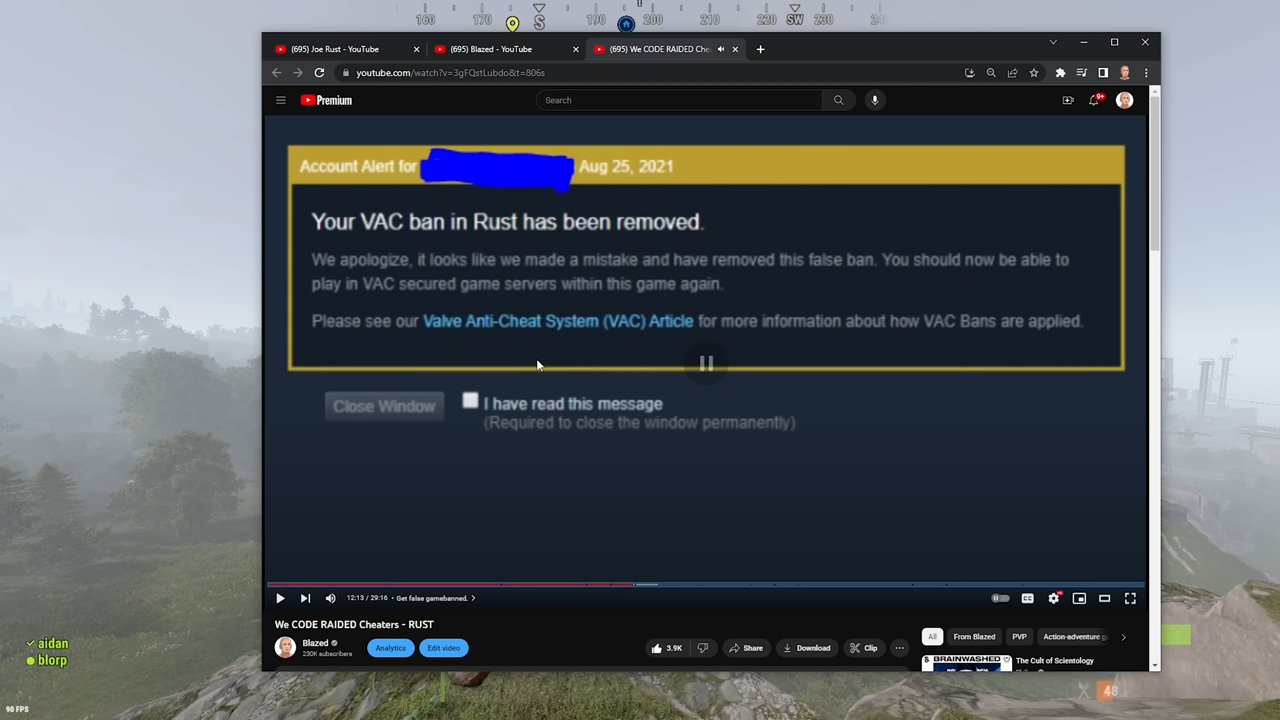 160 170 S 190 200 210 220 SW 230 24
(695) Joe Rust - YouTube
(695) Blazed - YouTube
(695) We CODE RAIDED Che
youtube.com/watch?v=3gFQstLubdo&t=806s
Premium
Search
9+
Account Alert for Aug 25, 2021
Your VAC ban in Rust has been removed.
We apologize, it looks like we made a mistake and have removed this false ban. You should now be able to
play in VAC secured game servers within this game again.
Please see our Valve Anti-Cheat System (VAC) Article for more information about how VAC Bans are applied.
Close Window
I have read this message
(Required to close the window permanently)
12:13 / 29:16 • Get false gamebanned. >
CC
We CODE RAIDED Cheaters - RUST
Blazed
230K subscribers
Analytics
Edit video
3.9K
Share
Download
Clip
All
From Blazed
PVP
Action-adventure g
BRAINWASHED
The Cult of Scientology
aidan
blorp
X 48
90 FPS